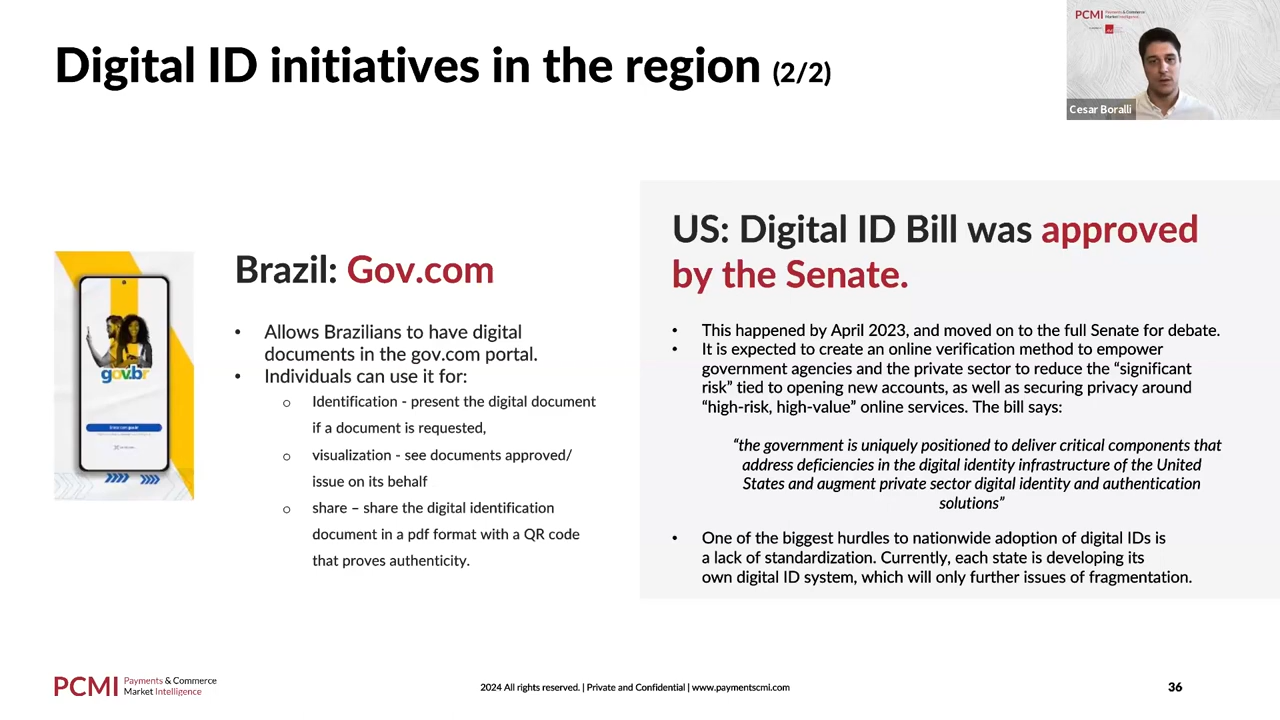 Digital ID initiatives in the region (2/2)
PCMI Payments & Commerce
Market Intelligence
Cesar Boralli
Brazil: Gov.com
• Allows Brazilians to have digital
documents in the gov.com portal.
• Individuals can use it for:
o Identification - present the digital document
if a document is requested,
o visualization - see documents approved/
issue on its behalf
o share – share the digital identification
document in a pdf format with a QR code
that proves authenticity.
gov.br
US: Digital ID Bill was approved
by the Senate.
• This happened by April 2023, and moved on to the full Senate for debate.
• It is expected to create an online verification method to empower
government agencies and the private sector to reduce the “significant
risk” tied to opening new accounts, as well as securing privacy around
“high-risk, high-value” online services. The bill says:
“the government is uniquely positioned to deliver critical components that
address deficiencies in the digital identity infrastructure of the United
States and augment private sector digital identity and authentication
solutions”
• One of the biggest hurdles to nationwide adoption of digital IDs is
a lack of standardization. Currently, each state is developing its
own digital ID system, which will only further issues of fragmentation.
PCMI Payments & Commerce
Market Intelligence
2024 All rights reserved. | Private and Confidential | www.paymentscmi.com
36